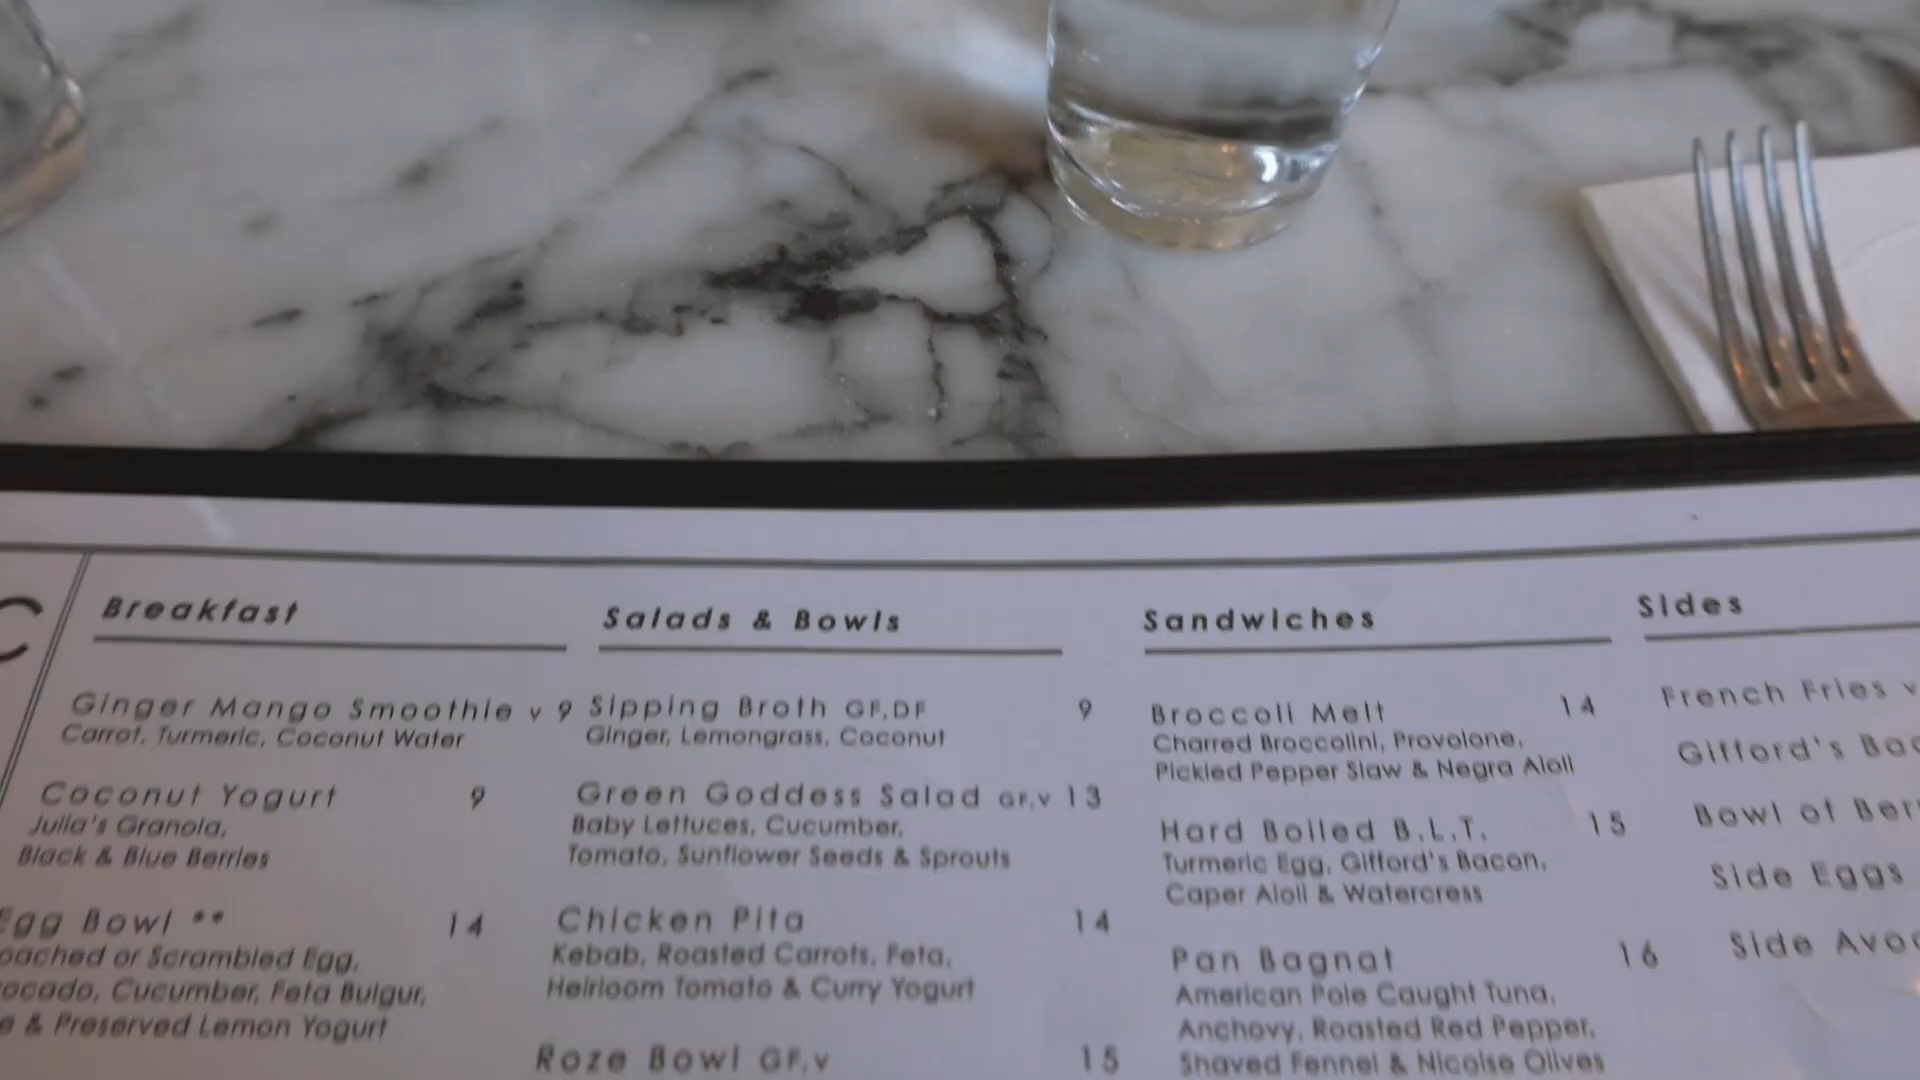 Breakfast
Ginger Mango Smoothie v 9
Carrot, Turmeric, Coconut Water
Coconut Yogurt 9
Julia's Granola,
Black & Blue Berries
Egg Bowl ** 14
or Scrambled Egg,
Cucumber, Feta Bulgur,
& Preserved Lemon Yogurt
Salads & Bowls
Sipping Broth GF,DF 9
Ginger, Lemongrass, Coconut
Green Goddess Salad GF,V 13
Baby Lettuces, Cucumber,
Tomato, Sunflower Seeds & Sprouts
Chicken Pita 14
Kebab, Roasted Carrots, Feta,
Heirloom Tomato & Curry Yogurt
Roze Bowl GF,V 15
Sandwiches
Broccoli Melt 14
Charred Broccolini, Provolone,
Pickled Pepper Slaw & Negra Aioli
Hard Boiled B.L.T. 15
Turmeric Egg, Gifford's Bacon,
Caper Aioli & Watercress
Pan Bagnat 16
American Pole Caught Tuna,
Anchovy, Roasted Red Pepper,
Shaved Fennel & Nicoise Olives
Sides
French Fries v
Gifford's
Bowl of
Side Eggs
Side